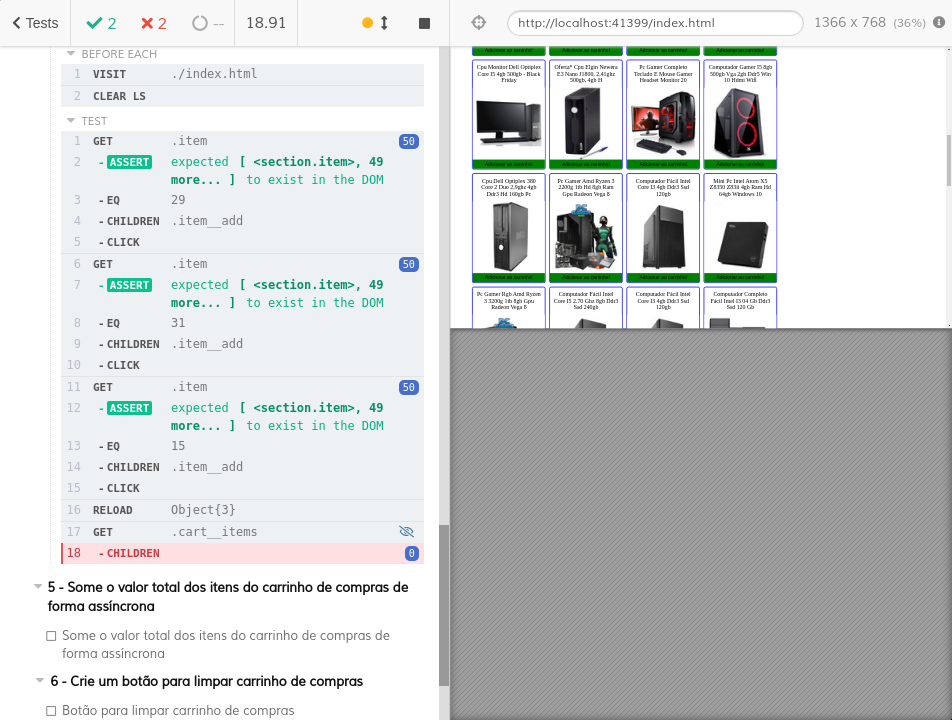 Tests
2
2
--
18.91
http://localhost:41399/index.html
1366 x 768 (36%)
BEFORE EACH
1 VISIT ./index.html
2 CLEAR LS
TEST
1 GET .item 50
2 -ASSERT expected [ <section.item>, 49
more... ] to exist in the DOM
3 -EQ 29
4 -CHILDREN .item__add
5 -CLICK
6 GET .item 50
7 -ASSERT expected [ <section.item>, 49
more... ] to exist in the DOM
8 -EQ 31
9 -CHILDREN .item__add
10 -CLICK
11 GET .item 50
12 -ASSERT expected [ <section.item>, 49
more... ] to exist in the DOM
13 -EQ 15
14 -CHILDREN .item__add
15 -CLICK
16 RELOAD Object{3}
17 GET .cart__items
18 -CHILDREN 0
5 - Some o valor total dos itens do carrinho de compras de
forma assíncrona
Some o valor total dos itens do carrinho de compras de
forma assíncrona
6 - Crie um botão para limpar carrinho de compras
Botão para limpar carrinho de compras
Adicionar ao carrinho!
Adicionar ao carrinho!
Adicionar ao carrinho!
Adicionar ao carrinho!
Cpu Monitor Dell Optiplex
Core I5 4gb 500gb - Black
Friday
Adicionar ao carrinho!
Oferta* Cpu Elgin Newera
E3 Nano J1800, 2.41ghz
500gb, 4gb H
Adicionar ao carrinho!
Pc Gamer Completo
Teclado E Mouse Gamer
Headset Monitor 20
Adicionar ao carrinho!
Computador Gamer I5 8gb
500gb Vga 2gb Ddr5 Win
10 Hdmi Wifi
Adicionar ao carrinho!
Cpu Dell Optiplex 380
Core 2 Duo 2.9ghz 4gb
Ddr3 Hd 160gb Pc
Adicionar ao carrinho!
Pc Gamer Amd Ryzen 3
2200g 1tb Hd 8gb Ram
Gpu Radeon Vega 8
Adicionar ao carrinho!
Computador Fácil Intel
Core I3 4gb Ddr3 Ssd
120gb
Adicionar ao carrinho!
Mini Pc Intel Atom X5
Z8350 Z83ii 4gb Ram Hd
64gb Windows 10
Adicionar ao carrinho!
Pc Gamer Rgb Amd Ryzen
3 3200g 1tb 8gb Gpu
Radeon Vega 8
Computador Fácil Intel
Core I5 2.70 Ghz 8gb Ddr3
Ssd 240gb
Computador Fácil Intel
Core I3 4gb Ddr3 Ssd
120gb
Computador Completo
Fácil Intel I3 04 Gb Ddr3
Ssd 120 Gb